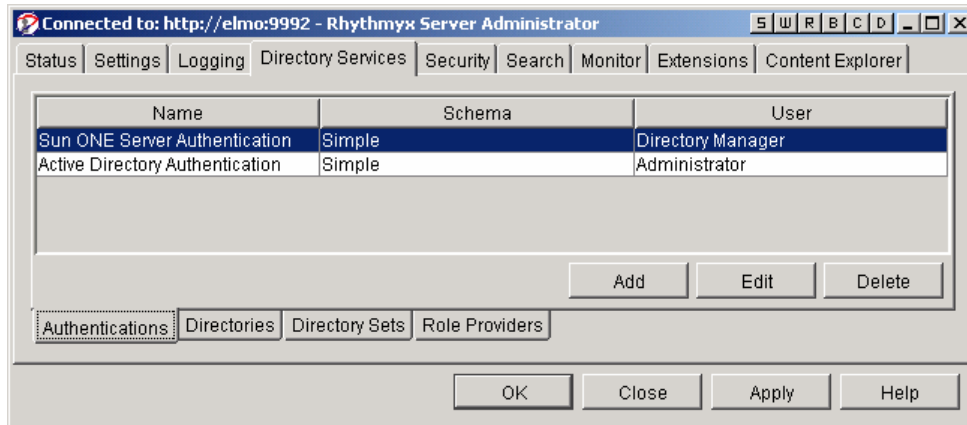 Connected to: http://elmo:9992 - Rhythmyx Server Administrator S W R B C D
Status Settings Logging Directory Services Security Search Monitor Extensions Content Explorer
Name Schema User
Sun ONE Server Authentication Simple Directory Manager
Active Directory Authentication Simple Administrator
Add Edit Delete
Authentications Directories Directory Sets Role Providers
OK Close Apply Help